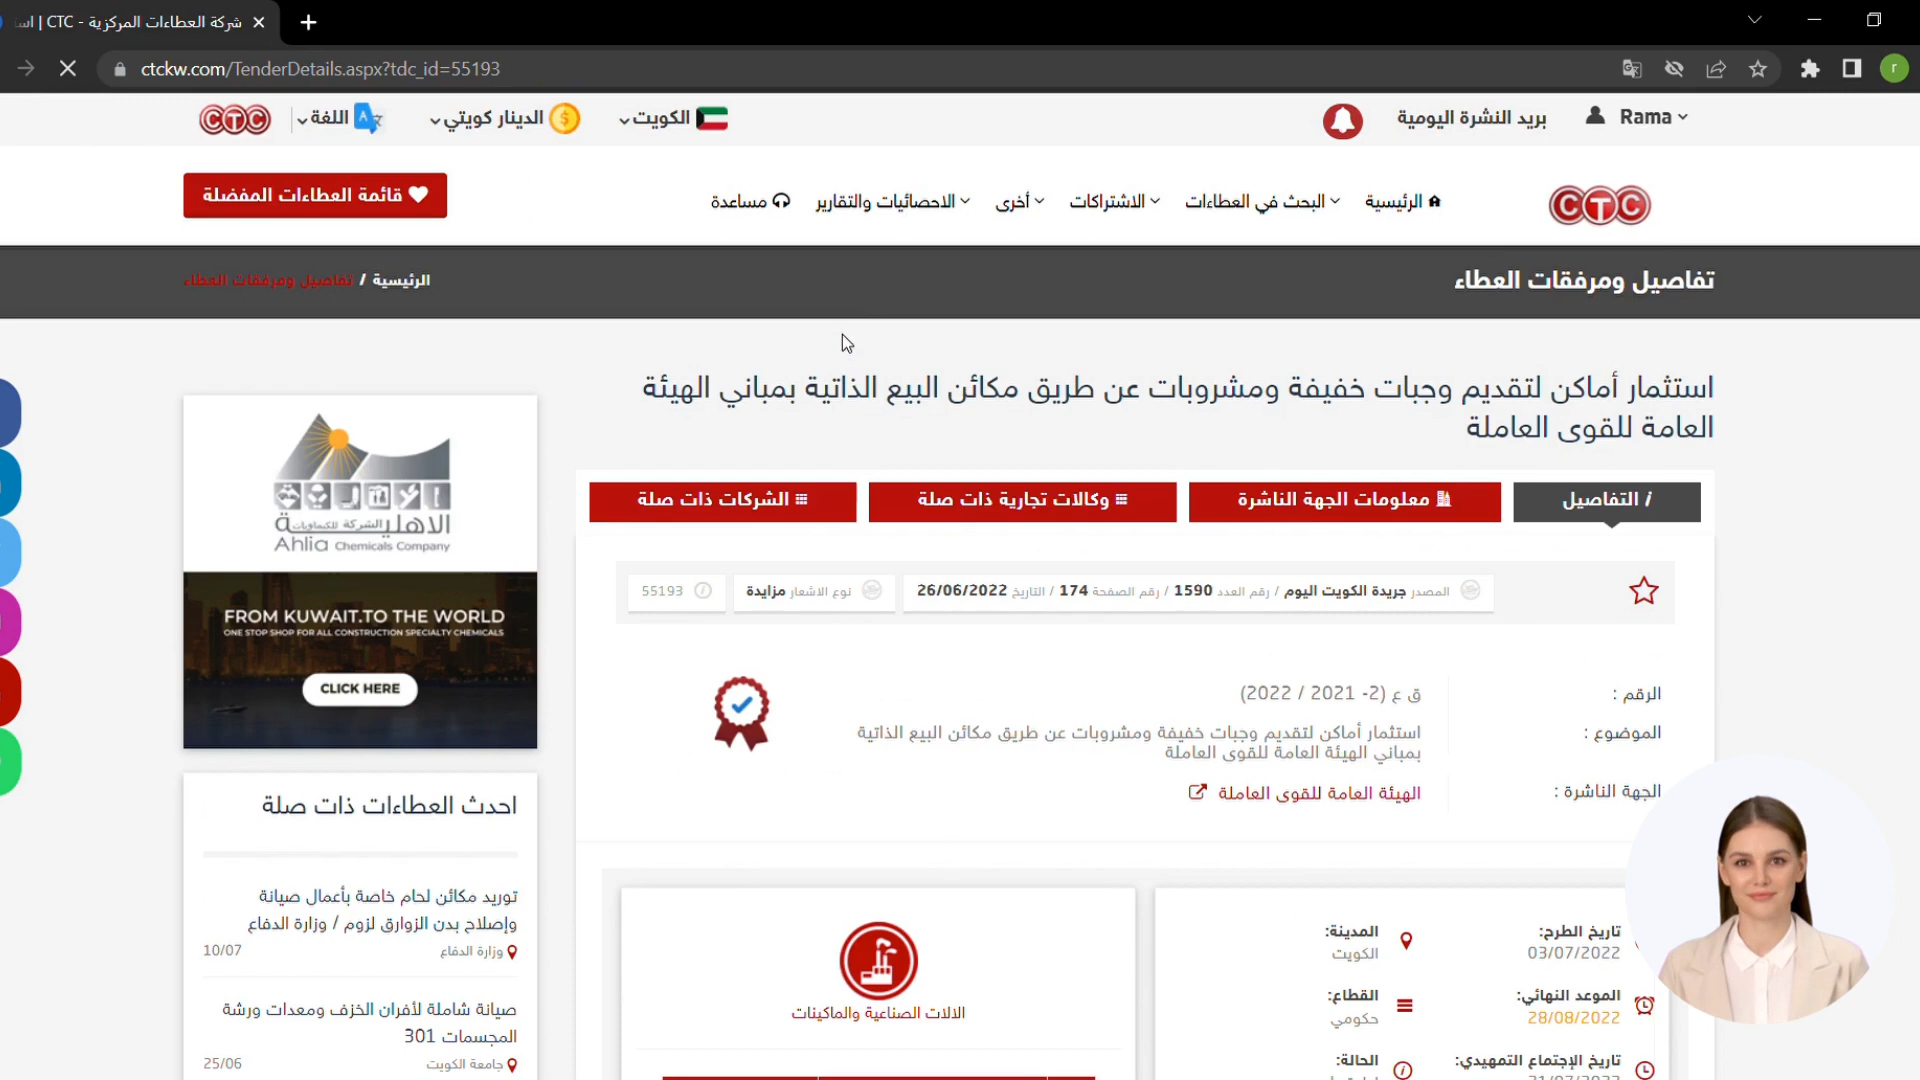 شركة العطاءات المركزية - CTC | اس
ctckw.com/TenderDetails.aspx?tdc_id=55193
r
Rama
بريد النشرة اليومية
الكويت
الدينار كويتي
اللغة
CTC
CTC
الرئيسية
البحث في العطاءات
الاشتراكات
أخرى
الاحصائيات والتقارير
مساعدة
قائمة العطاءات المفضلة
تفاصيل ومرفقات العطاء
الرئيسية / تفاصيل ومرفقات العطاء
استثمار أماكن لتقديم وجبات خفيفة ومشروبات عن طريق مكائن البيع الذاتية بمباني الهيئة
العامة للقوى العاملة
التفاصيل
معلومات الجهة الناشرة
وكالات تجارية ذات صلة
الشركات ذات صلة
المصدر جريدة الكويت اليوم / رقم العدد 1590 / رقم الصفحة 174 / التاريخ 26/06/2022
نوع الاشعار مزايدة
55193
الرقم :
ق ع (2- 2021 / 2022)
الموضوع :
استثمار أماكن لتقديم وجبات خفيفة ومشروبات عن طريق مكائن البيع الذاتية
بمباني الهيئة العامة للقوى العاملة
الجهة الناشرة :
الهيئة العامة للقوى العاملة
تاريخ الطرح:
03/07/2022
المدينة:
الكويت
الموعد النهائي:
28/08/2022
القطاع:
حكومي
تاريخ الإجتماع التمهيدي:
الحالة:
الالات الصناعية والماكينات
الاهلية
الشركة للكيماويات
Ahlia Chemicals Company
FROM KUWAIT.TO THE WORLD
ONE STOP SHOP FOR ALL CONSTRUCTION SPECIALTY CHEMICALS
CLICK HERE
احدث العطاءات ذات صلة
توريد مكائن لحام خاصة بأعمال صيانة
وإصلاح بدن الزوارق لزوم / وزارة الدفاع
وزارة الدفاع
10/07
صيانة شاملة لأفران الخزف ومعدات ورشة
المجسمات 301
جامعة الكويت
25/06